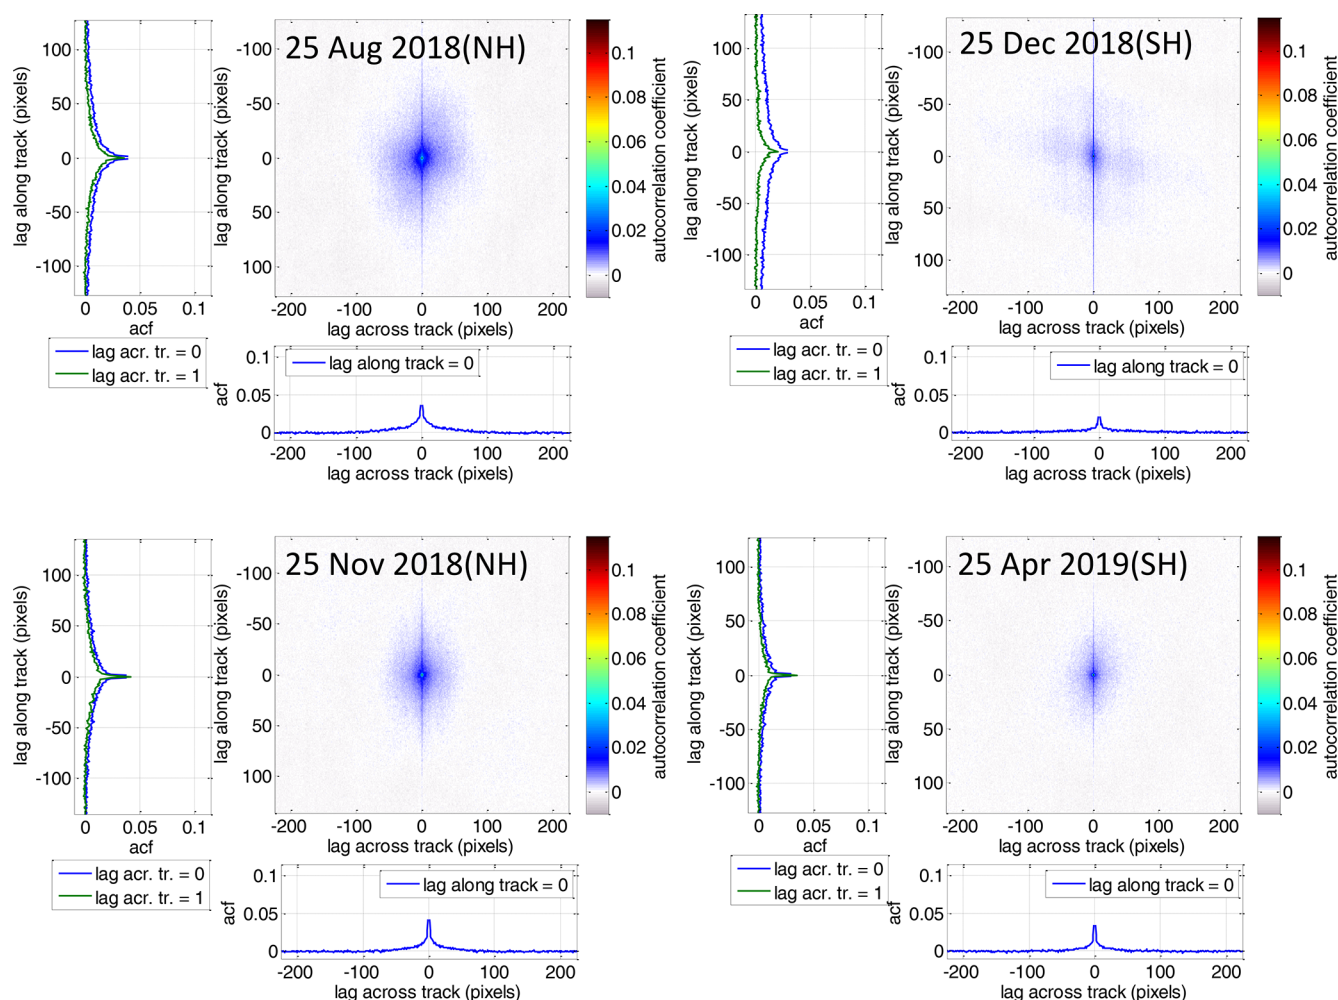 25 Aug 2018(NH)
lag along track (pixels)
100
50
0
-50
-100
0
0.05
0.1
acf
lag acr. tr. = 0
lag acr. tr. = 1
lag along track (pixels)
-100
-50
0
50
100
-200
-100
0
100
200
lag across track (pixels)
0.1
0.08
0.06
0.04
0.02
0
autocorrelation coefficient
acf
0.1
0.05
0
lag along track = 0
-200
-100
0
100
200
lag across track (pixels)
25 Dec 2018(SH)
lag along track (pixels)
100
50
0
-50
-100
0
0.05
0.1
acf
lag acr. tr. = 0
lag acr. tr. = 1
lag along track (pixels)
-100
-50
0
50
100
-200
-100
0
100
200
lag across track (pixels)
0.1
0.08
0.06
0.04
0.02
0
autocorrelation coefficient
acf
0.1
0.05
0
lag along track = 0
-200
-100
0
100
200
lag across track (pixels)
25 Nov 2018(NH)
lag along track (pixels)
100
50
0
-50
-100
0
0.05
0.1
acf
lag acr. tr. = 0
lag acr. tr. = 1
lag along track (pixels)
-100
-50
0
50
100
-200
-100
0
100
200
lag across track (pixels)
0.1
0.08
0.06
0.04
0.02
0
autocorrelation coefficient
acf
0.1
0.05
0
lag along track = 0
-200
-100
0
100
200
lag across track (pixels)
25 Apr 2019(SH)
lag along track (pixels)
100
50
0
-50
-100
0
0.05
0.1
acf
lag acr. tr. = 0
lag acr. tr. = 1
lag along track (pixels)
-100
-50
0
50
100
-200
-100
0
100
200
lag across track (pixels)
0.1
0.08
0.06
0.04
0.02
0
autocorrelation coefficient
acf
0.1
0.05
0
lag along track = 0
-200
-100
0
100
200
lag across track (pixels)